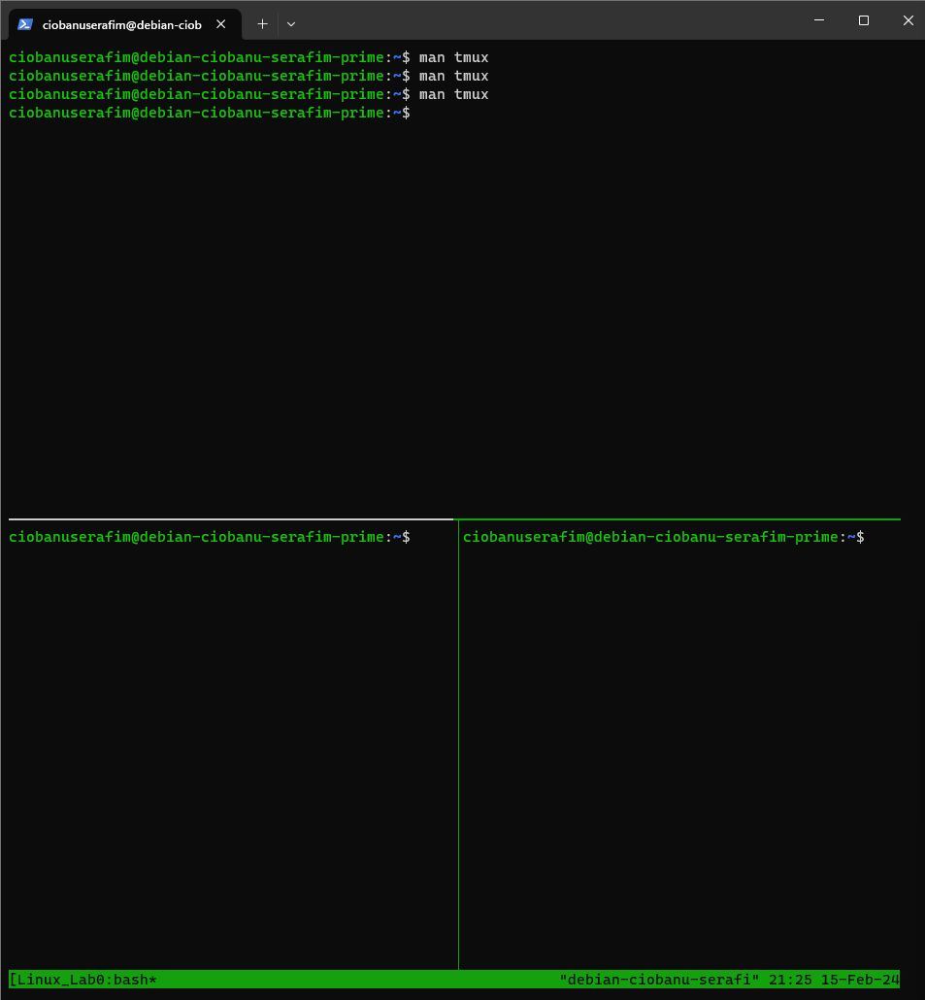 ciobanuserafim@debian-ciob
ciobanuserafim@debian-ciobanu-serafim-prime:~$ man tmux
ciobanuserafim@debian-ciobanu-serafim-prime:~$ man tmux
ciobanuserafim@debian-ciobanu-serafim-prime:~$ man tmux
ciobanuserafim@debian-ciobanu-serafim-prime:~$
ciobanuserafim@debian-ciobanu-serafim-prime:~$
ciobanuserafim@debian-ciobanu-serafim-prime:~$
[Linux_Lab0:bash* "debian-ciobanu-serafi" 21:25 15-Feb-24